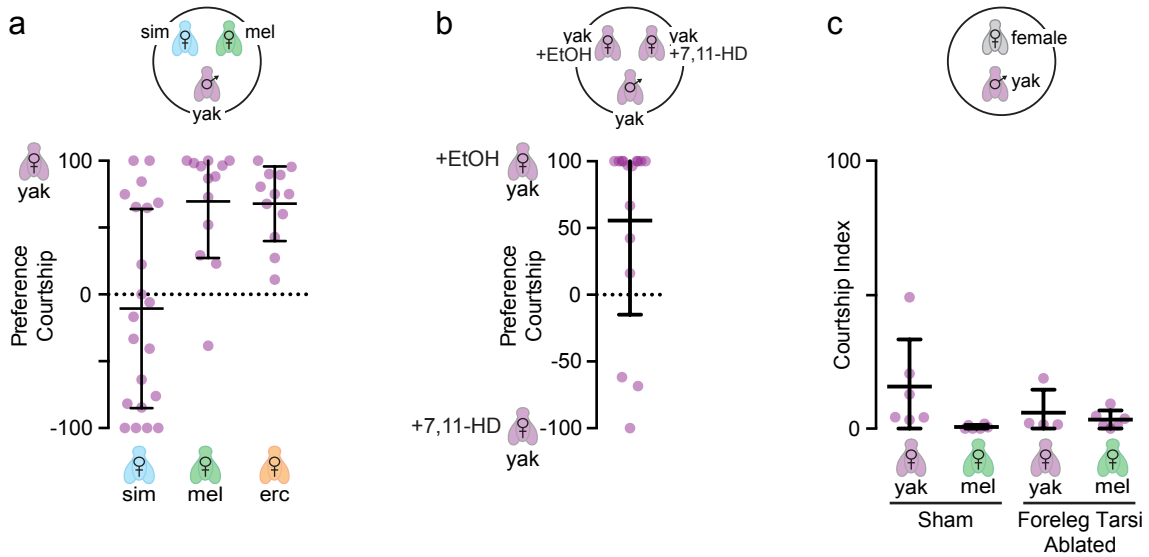 a
sim
mel
yak
yak
100
0
-100
Preference
Courtship
sim
mel
erc
b
yak
+EtOH
yak
+7,11-HD
yak
+EtOH
yak
100
50
0
-50
-100
Preference
Courtship
+7,11-HD
yak
c
female
yak
100
0
Courtship Index
yak
mel
yak
mel
Sham
Foreleg Tarsi
Ablated